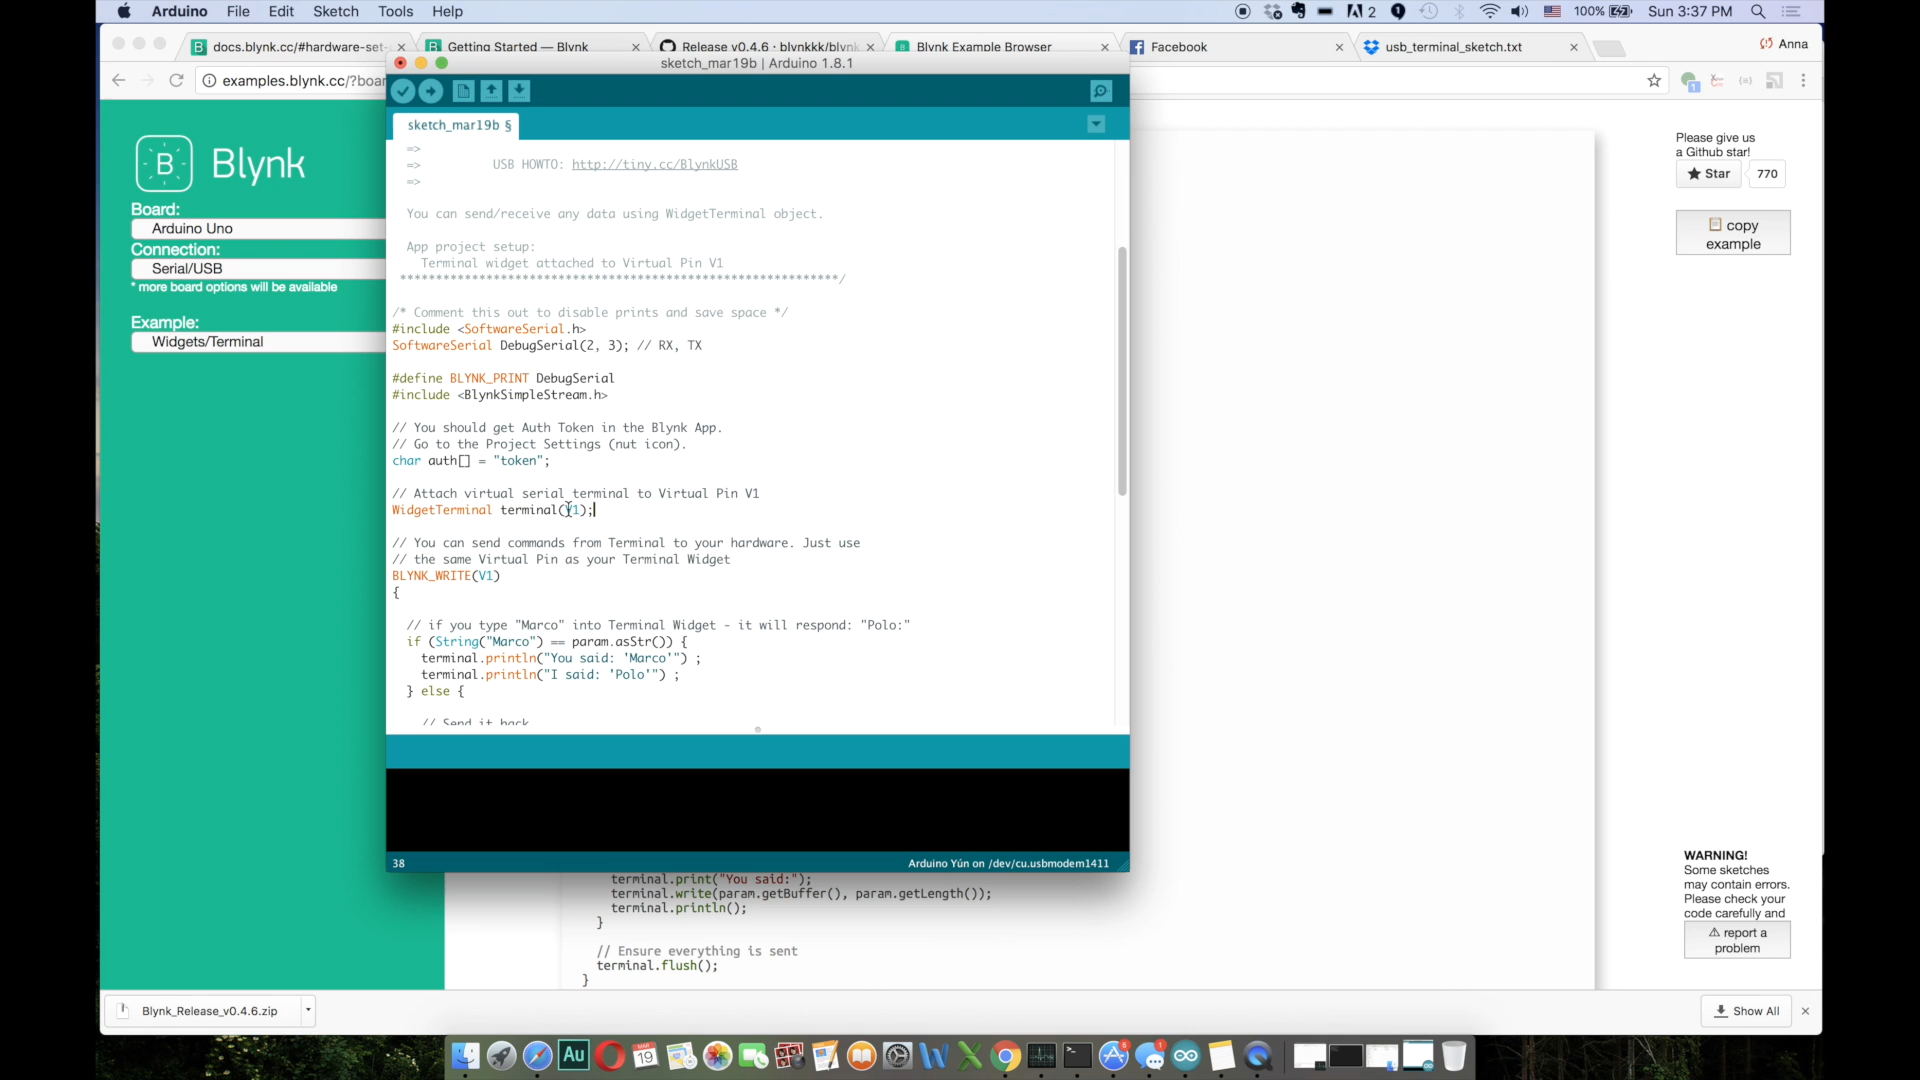 Arduino File Edit Sketch Tools Help
2 100% Sun 3:37 PM
docs.blynk.cc/#hardware-set-
Getting Started — Blynk
Release v0.4.6 · blynkkk/blynk
Blynk Example Browser
Facebook
usb_terminal_sketch.txt
Anna
examples.blynk.cc/?boar
sketch_mar19b | Arduino 1.8.1
sketch_mar19b §
B Blynk
Board:
Arduino Uno
Connection:
Serial/USB
* more board options will be available
Example:
Widgets/Terminal
=>
=> USB HOWTO: http://tiny.cc/BlynkUSB
=>
You can send/receive any data using WidgetTerminal object.
App project setup:
Terminal widget attached to Virtual Pin V1
*************************************************************/
/* Comment this out to disable prints and save space */
#include <SoftwareSerial.h>
SoftwareSerial DebugSerial(2, 3); // RX, TX
#define BLYNK_PRINT DebugSerial
#include <BlynkSimpleStream.h>
// You should get Auth Token in the Blynk App.
// Go to the Project Settings (nut icon).
char auth[] = "token";
// Attach virtual serial terminal to Virtual Pin V1
WidgetTerminal terminal(V1);
// You can send commands from Terminal to your hardware. Just use
// the same Virtual Pin as your Terminal Widget
BLYNK_WRITE(V1)
{
// if you type "Marco" into Terminal Widget - it will respond: "Polo:"
if (String("Marco") == param.asStr()) {
terminal.println("You said: 'Marco'") ;
terminal.println("I said: 'Polo'") ;
} else {
// Send it back
38
Arduino Yún on /dev/cu.usbmodem1411
terminal.print("You said:");
terminal.write(param.getBuffer(), param.getLength());
terminal.println();
}
// Ensure everything is sent
terminal.flush();
}
Please give us
a Github star!
Star 770
copy
example
WARNING!
Some sketches
may contain errors.
Please check your
code carefully and
report a
problem
Blynk_Release_v0.4.6.zip
Show All
Au
MAR
19
6
1